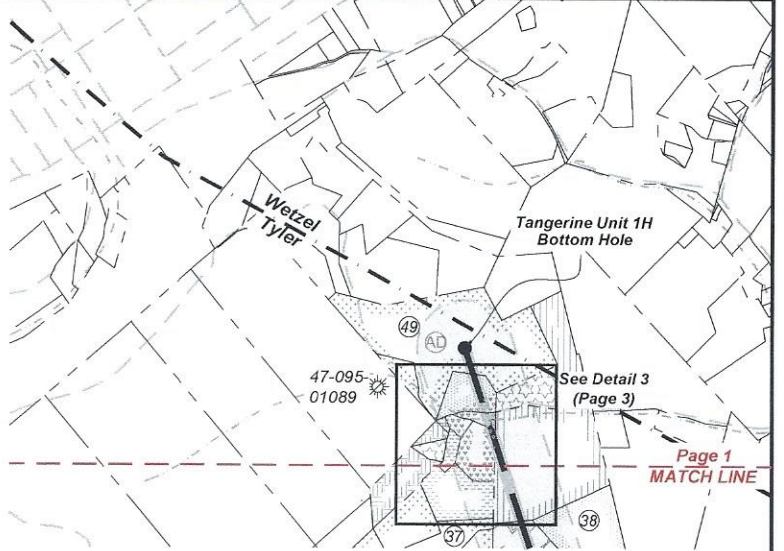 Wetzel
Tyler
Tangerine Unit 1H
Bottom Hole
49
AD
47-095-
01089
See Detail 3
(Page 3)
Page 1
MATCH LINE
37
38